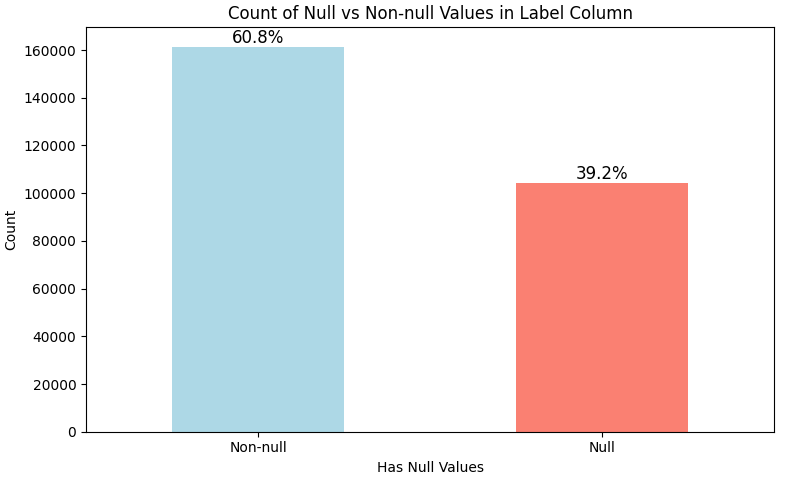 Count of Null vs Non-null Values in Label Column
60.8%
39.2%
160000
140000
120000
100000
80000
60000
40000
20000
0
Count
Non-null
Null
Has Null Values